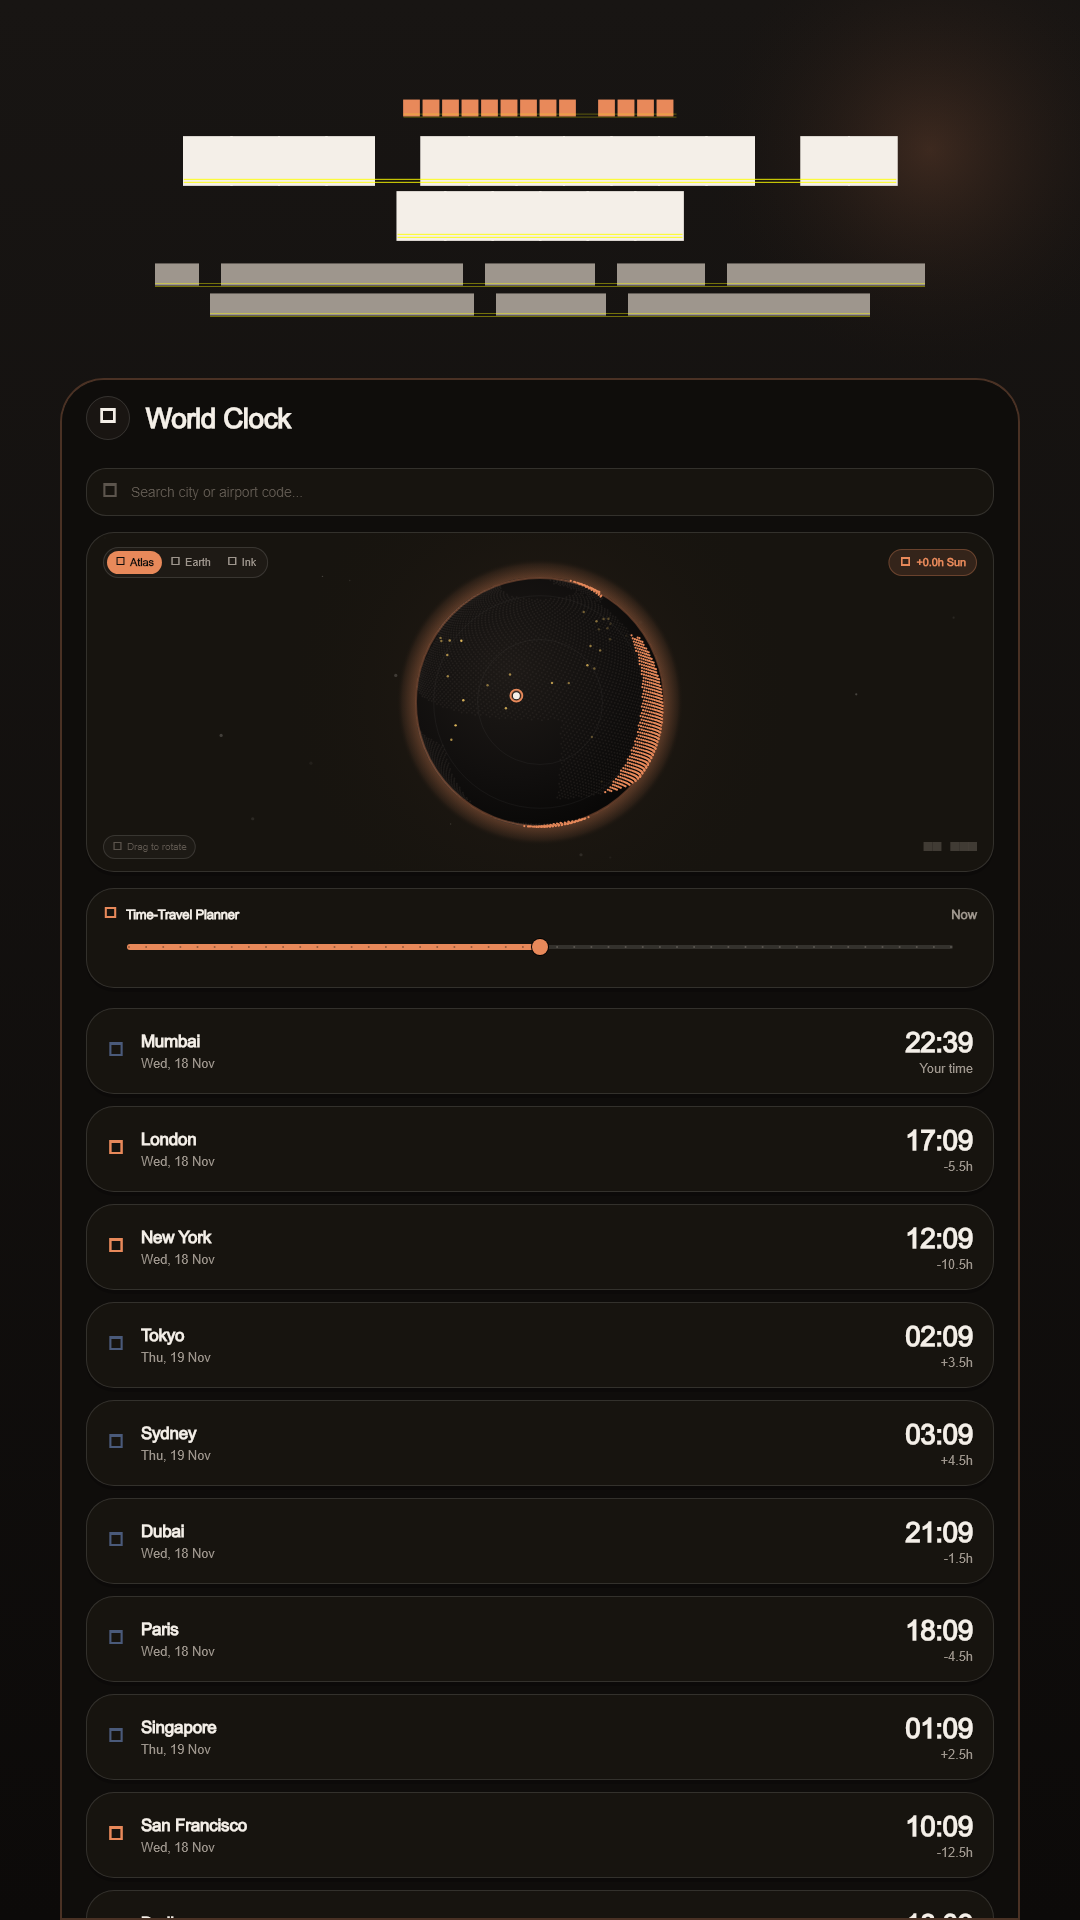 World Clock
Search city or airport code...
Atlas
Earth
Ink
+0.0h Sun
Drag to rotate
Time-Travel Planner
Now
Mumbai
22:39
Wed, 18 Nov
Your time
London
17:09
Wed, 18 Nov
-5.5h
New York
12:09
Wed, 18 Nov
-10.5h
Tokyo
02:09
Thu, 19 Nov
+3.5h
Sydney
03:09
Thu, 19 Nov
+4.5h
Dubai
21:09
Wed, 18 Nov
-1.5h
Paris
18:09
Wed, 18 Nov
-4.5h
Singapore
01:09
Thu, 19 Nov
+2.5h
San Francisco
10:09
Wed, 18 Nov
-12.5h